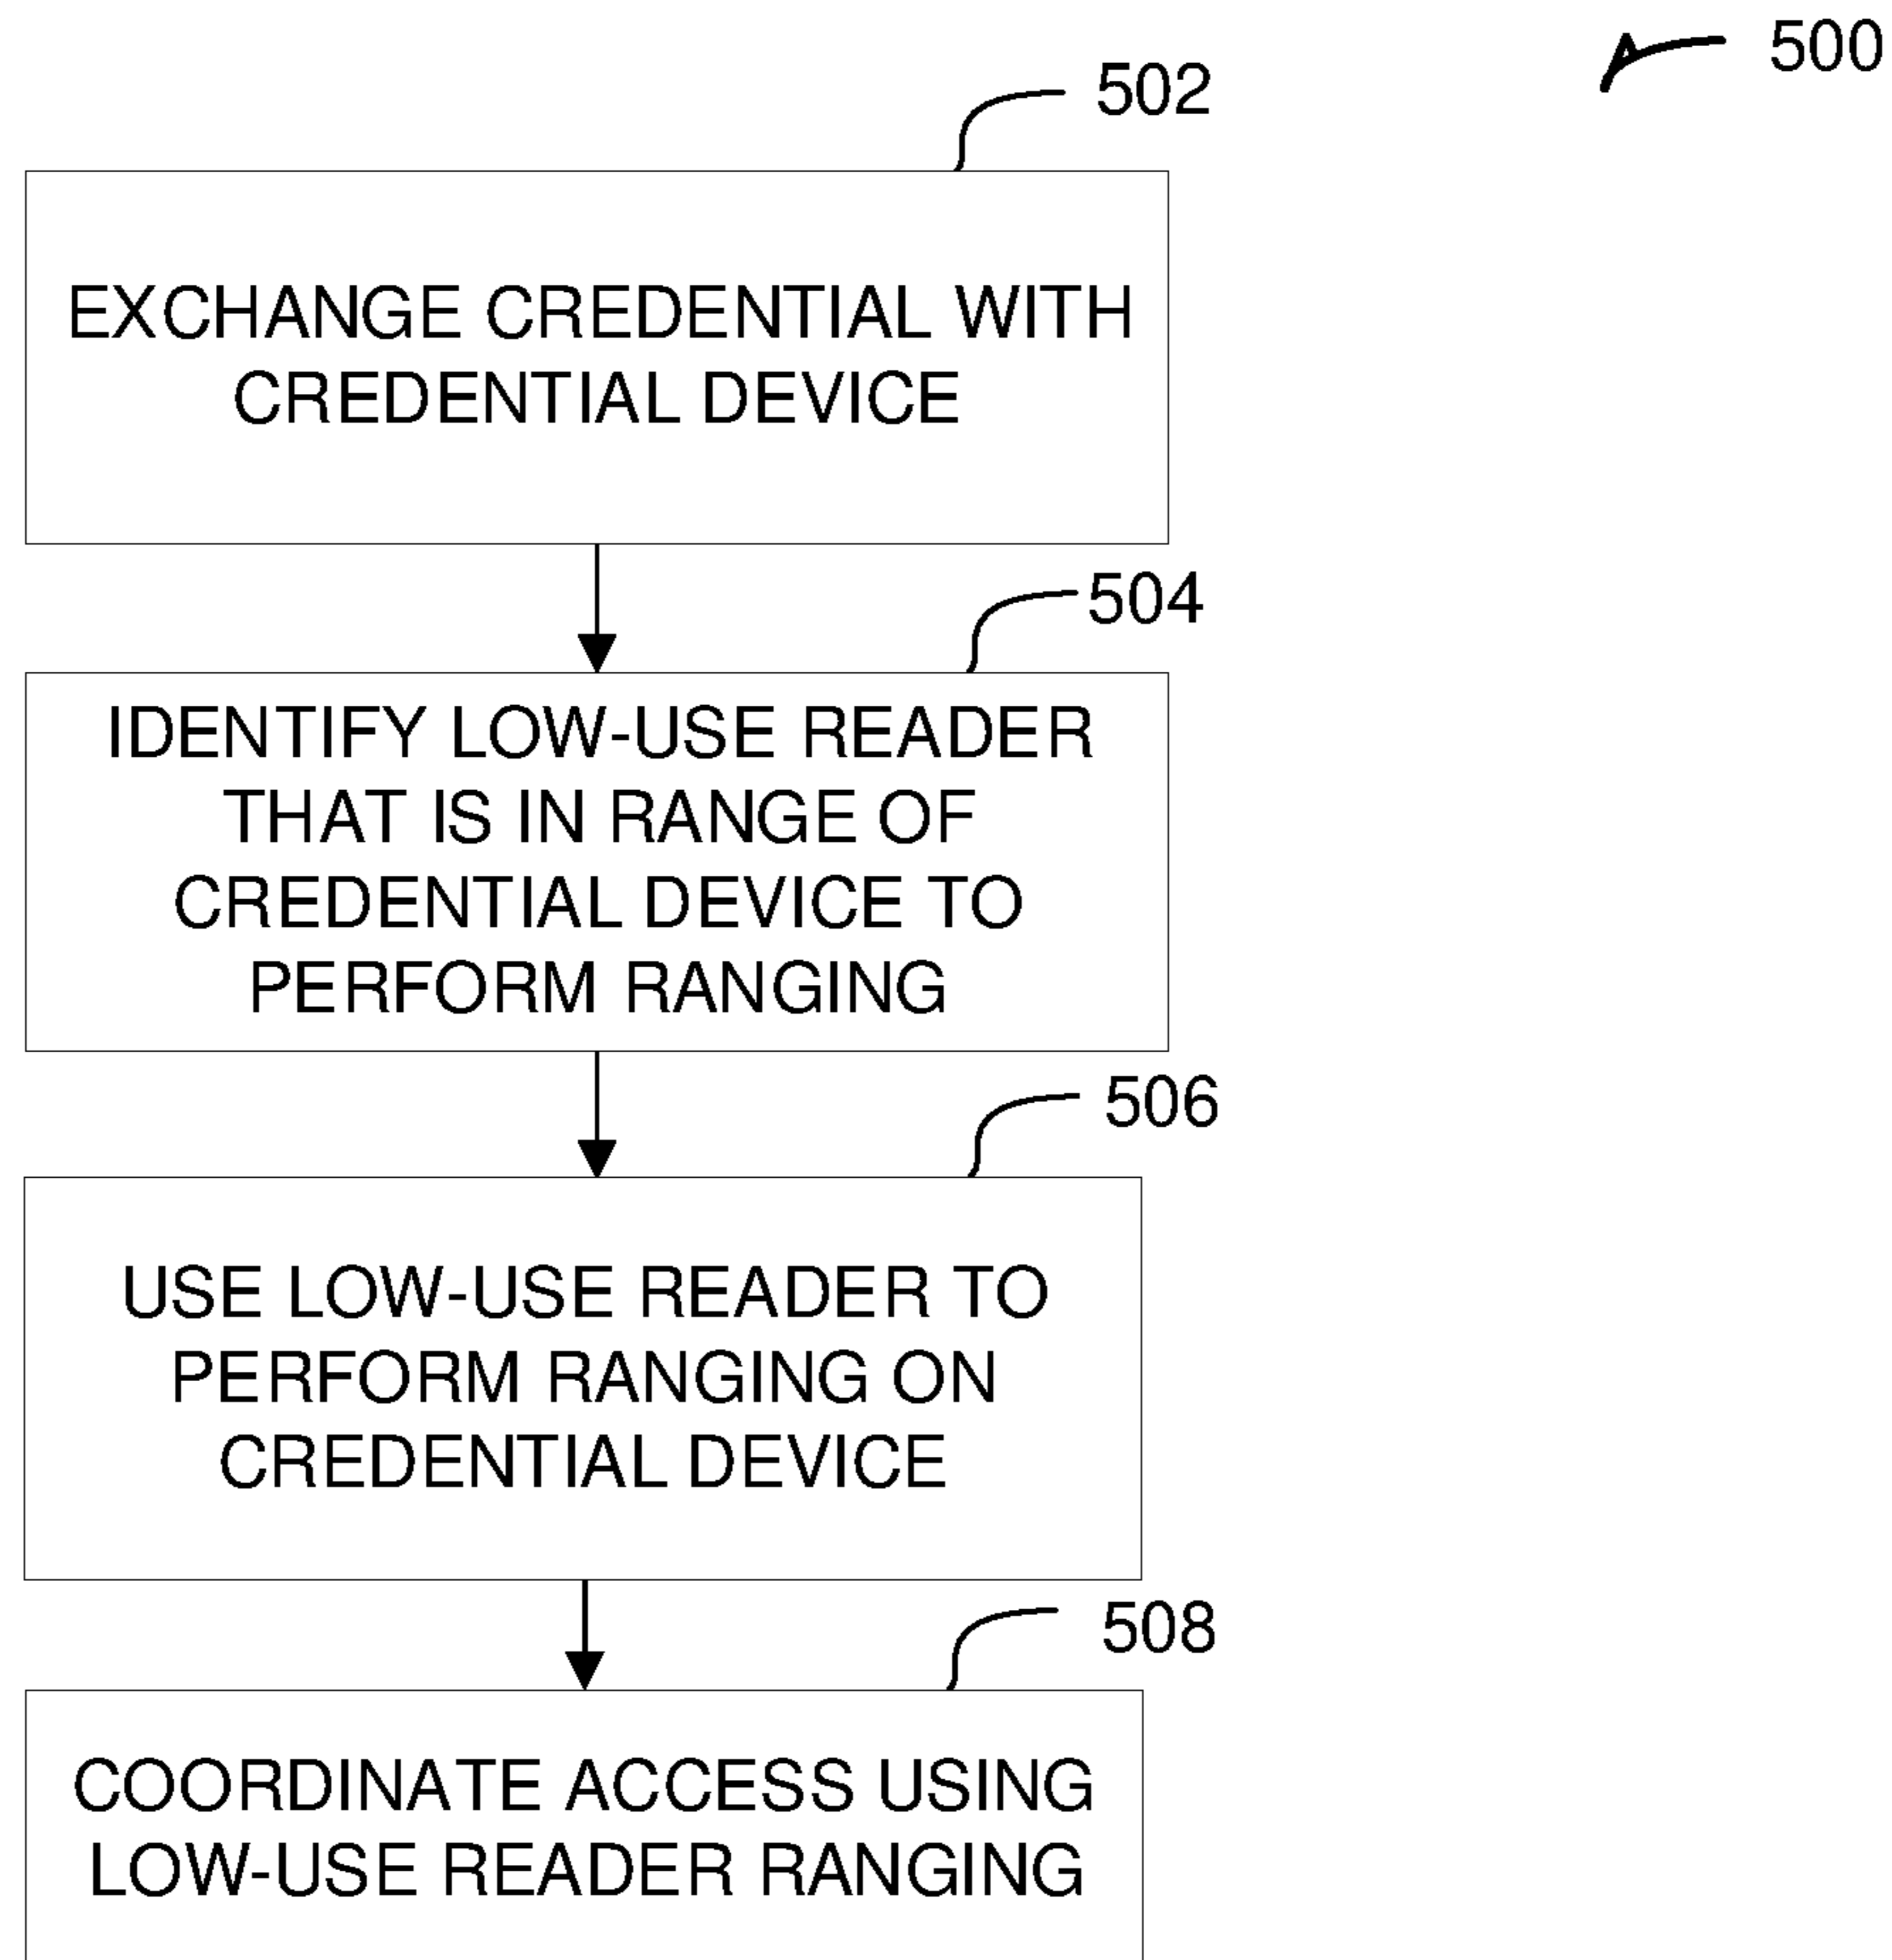 500
502
EXCHANGE CREDENTIAL WITH
CREDENTIAL DEVICE
504
IDENTIFY LOW-USE READER
THAT IS IN RANGE OF
CREDENTIAL DEVICE TO
PERFORM RANGING
506
USE LOW-USE READER TO
PERFORM RANGING ON
CREDENTIAL DEVICE
508
COORDINATE ACCESS USING
LOW-USE READER RANGING